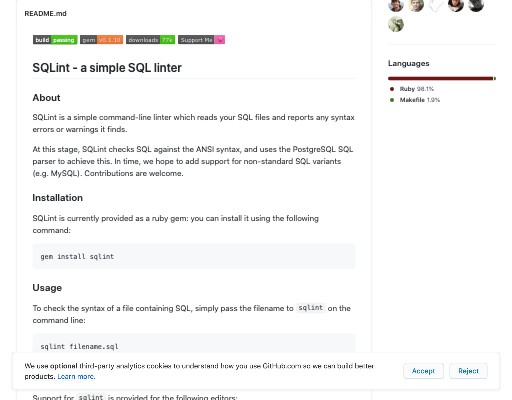 README.md
build passing gem v0.1.10 downloads 77k Support Me
SQLint - a simple SQL linter
About
SQLint is a simple command-line linter which reads your SQL files and reports any syntax
errors or warnings it finds.
At this stage, SQLint checks SQL against the ANSI syntax, and uses the PostgreSQL SQL
parser to achieve this. In time, we hope to add support for non-standard SQL variants
(e.g. MySQL). Contributions are welcome.
Installation
SQLint is currently provided as a ruby gem: you can install it using the following
command:
gem install sqlint
Usage
To check the syntax of a file containing SQL, simply pass the filename to sqlint on the
command line:
sqlint filename.sql
Support for sqlint is provided for the following editors:
Languages
Ruby 98.1%
Makefile 1.9%
We use optional third-party analytics cookies to understand how you use GitHub.com so we can build better
products. Learn more.
Accept
Reject